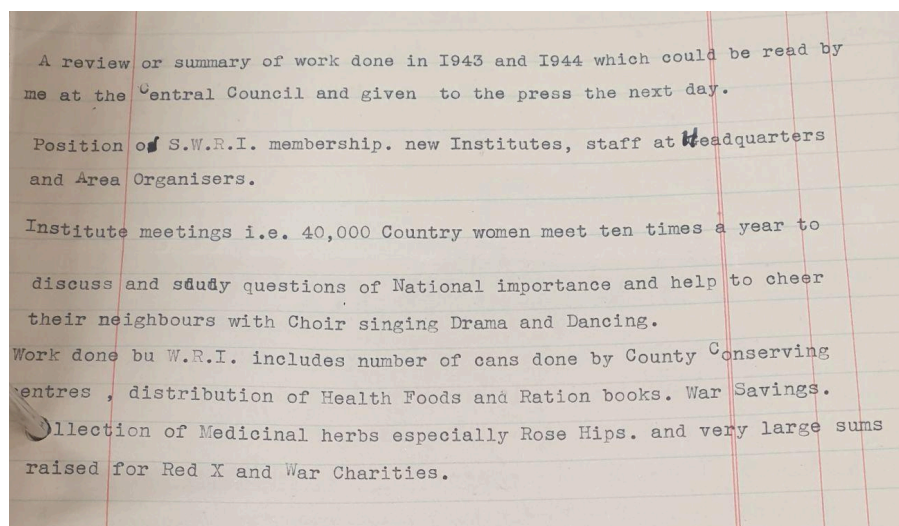 A review or summary of work done in I943 and I944 which could be read by
me at the Central Council and given to the press the next day.
Position of S.W.R.I. membership. new Institutes, staff at Headquarters
and Area Organisers.
Institute meetings i.e. 40,000 Country women meet ten times a year to
discuss and study questions of National importance and help to cheer
their neighbours with Choir singing Drama and Dancing.
Work done bu W.R.I. includes number of cans done by County Conserving
entres , distribution of Health Foods and Ration books. War Savings.
ollection of Medicinal herbs especially Rose Hips. and very large sums
raised for Red X and War Charities.